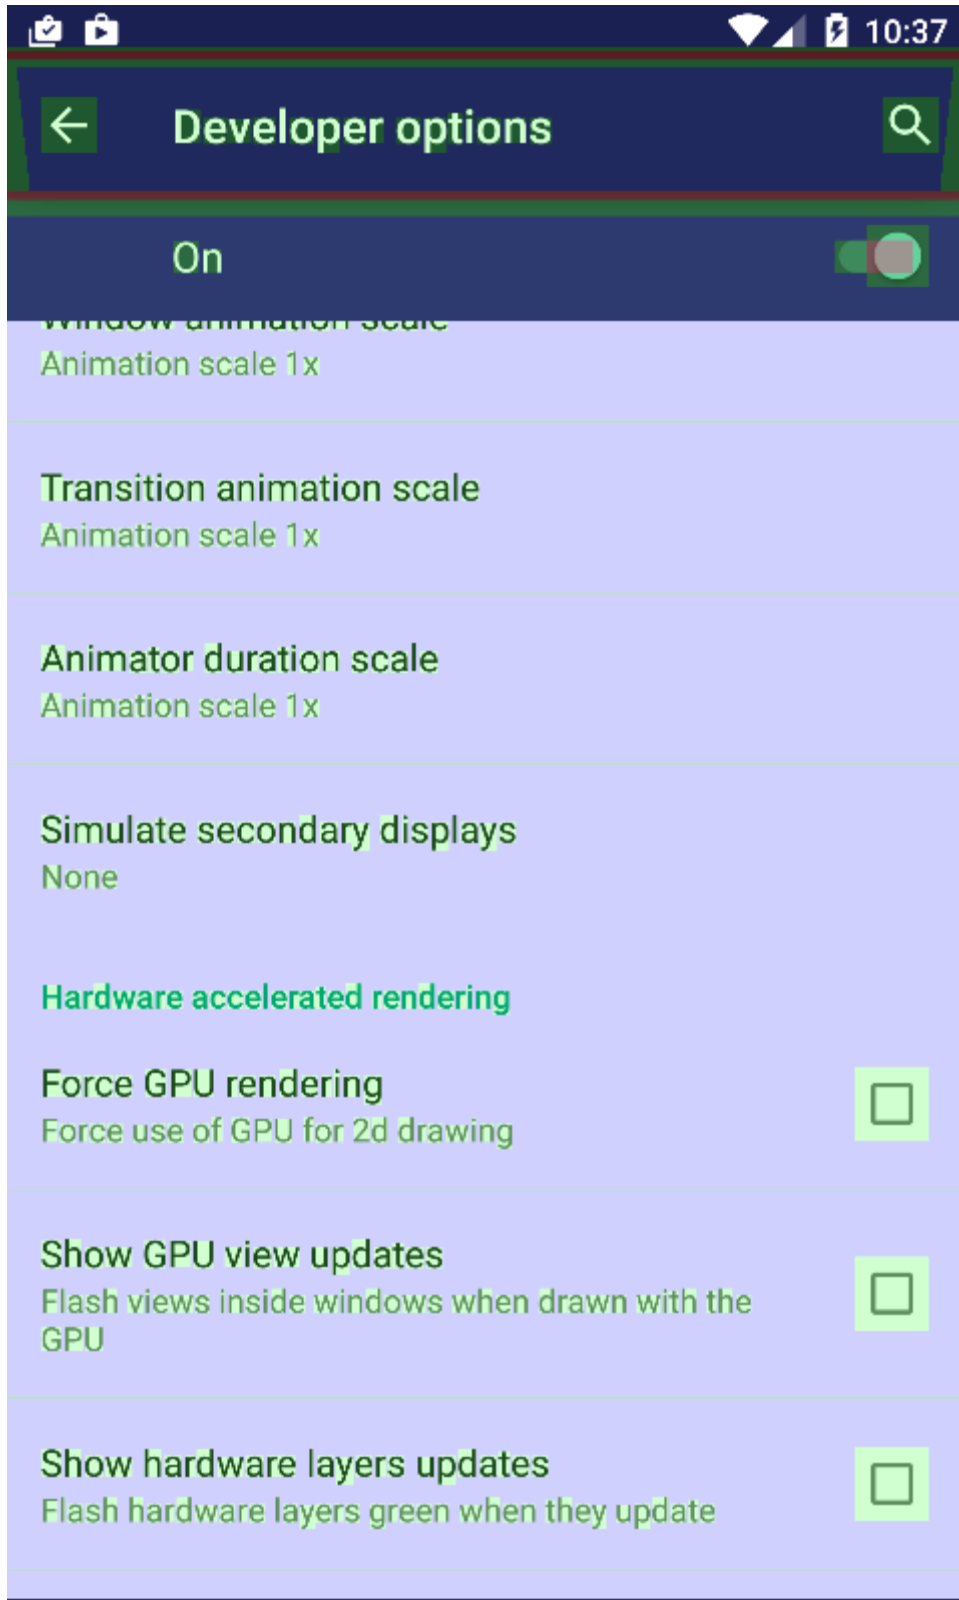 10:37
Developer options
On
Window animation scale
Animation scale 1x
Transition animation scale
Animation scale 1x
Animator duration scale
Animation scale 1x
Simulate secondary displays
None
Hardware accelerated rendering
Force GPU rendering
Force use of GPU for 2d drawing
Show GPU view updates
Flash views inside windows when drawn with the
GPU
Show hardware layers updates
Flash hardware layers green when they update